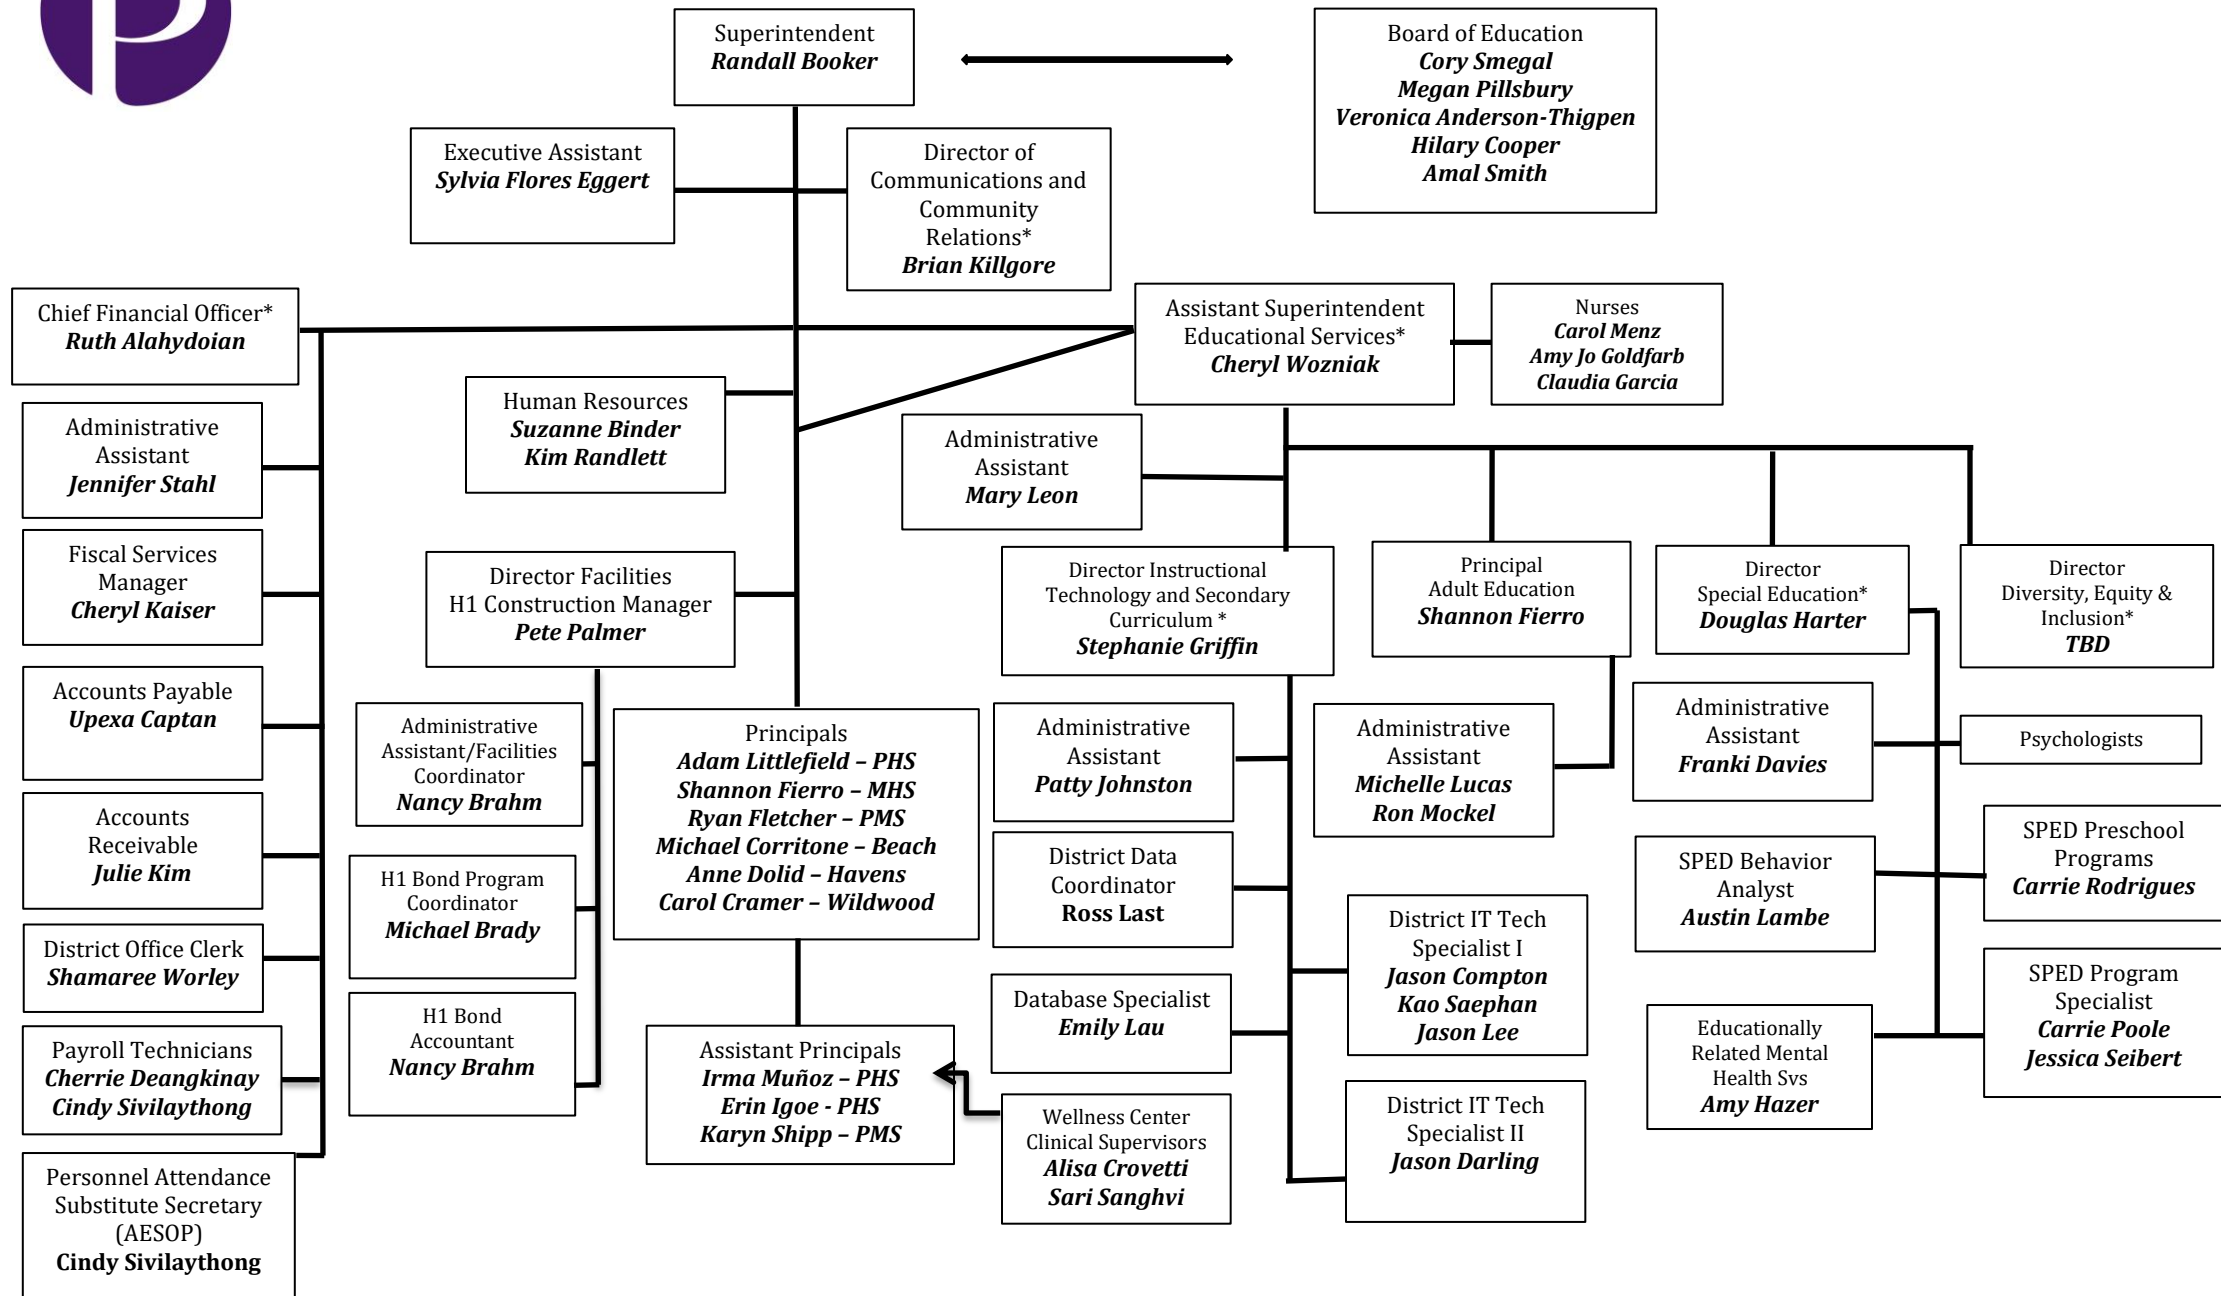 Superintendent
Randall Booker
Board of Education
Cory Smegal
Megan Pillsbury
Veronica Anderson-Thigpen
Hilary Cooper
Amal Smith
Executive Assistant
Sylvia Flores Eggert
Director of
Communications and
Community
Relations*
Brian Killgore
Chief Financial Officer*
Ruth Alahydoian
Assistant Superintendent
Educational Services*
Cheryl Wozniak
Nurses
Carol Menz
Amy Jo Goldfarb
Claudia Garcia
Human Resources
Suzanne Binder
Kim Randlett
Administrative
Assistant
Jennifer Stahl
Administrative
Assistant
Mary Leon
Fiscal Services
Manager
Cheryl Kaiser
Director Facilities
H1 Construction Manager
Pete Palmer
Director Instructional
Technology and Secondary
Curriculum *
Stephanie Griffin
Principal
Adult Education
Shannon Fierro
Director
Special Education*
Douglas Harter
Director
Diversity, Equity &
Inclusion*
TBD
Accounts Payable
Upexa Captan
Administrative
Assistant/Facilities
Coordinator
Nancy Brahm
Principals
Adam Littlefield – PHS
Shannon Fierro – MHS
Ryan Fletcher – PMS
Michael Corritone – Beach
Anne Dolid – Havens
Carol Cramer – Wildwood
Administrative
Assistant
Patty Johnston
Administrative
Assistant
Michelle Lucas
Ron Mockel
Administrative
Assistant
Franki Davies
Psychologists
Accounts
Receivable
Julie Kim
H1 Bond Program
Coordinator
Michael Brady
District Data
Coordinator
Ross Last
SPED Behavior
Analyst
Austin Lambe
SPED Preschool
Programs
Carrie Rodrigues
District Office Clerk
Shamaree Worley
H1 Bond
Accountant
Nancy Brahm
Database Specialist
Emily Lau
District IT Tech
Specialist I
Jason Compton
Kao Saephan
Jason Lee
Educationally
Related Mental
Health Svs
Amy Hazer
SPED Program
Specialist
Carrie Poole
Jessica Seibert
Payroll Technicians
Cherrie Deangkinay
Cindy Sivilaythong
Assistant Principals
Irma Muñoz – PHS
Erin Igoe - PHS
Karyn Shipp – PMS
Wellness Center
Clinical Supervisors
Alisa Crovetti
Sari Sanghvi
District IT Tech
Specialist II
Jason Darling
Personnel Attendance
Substitute Secretary
(AESOP)
Cindy Sivilaythong